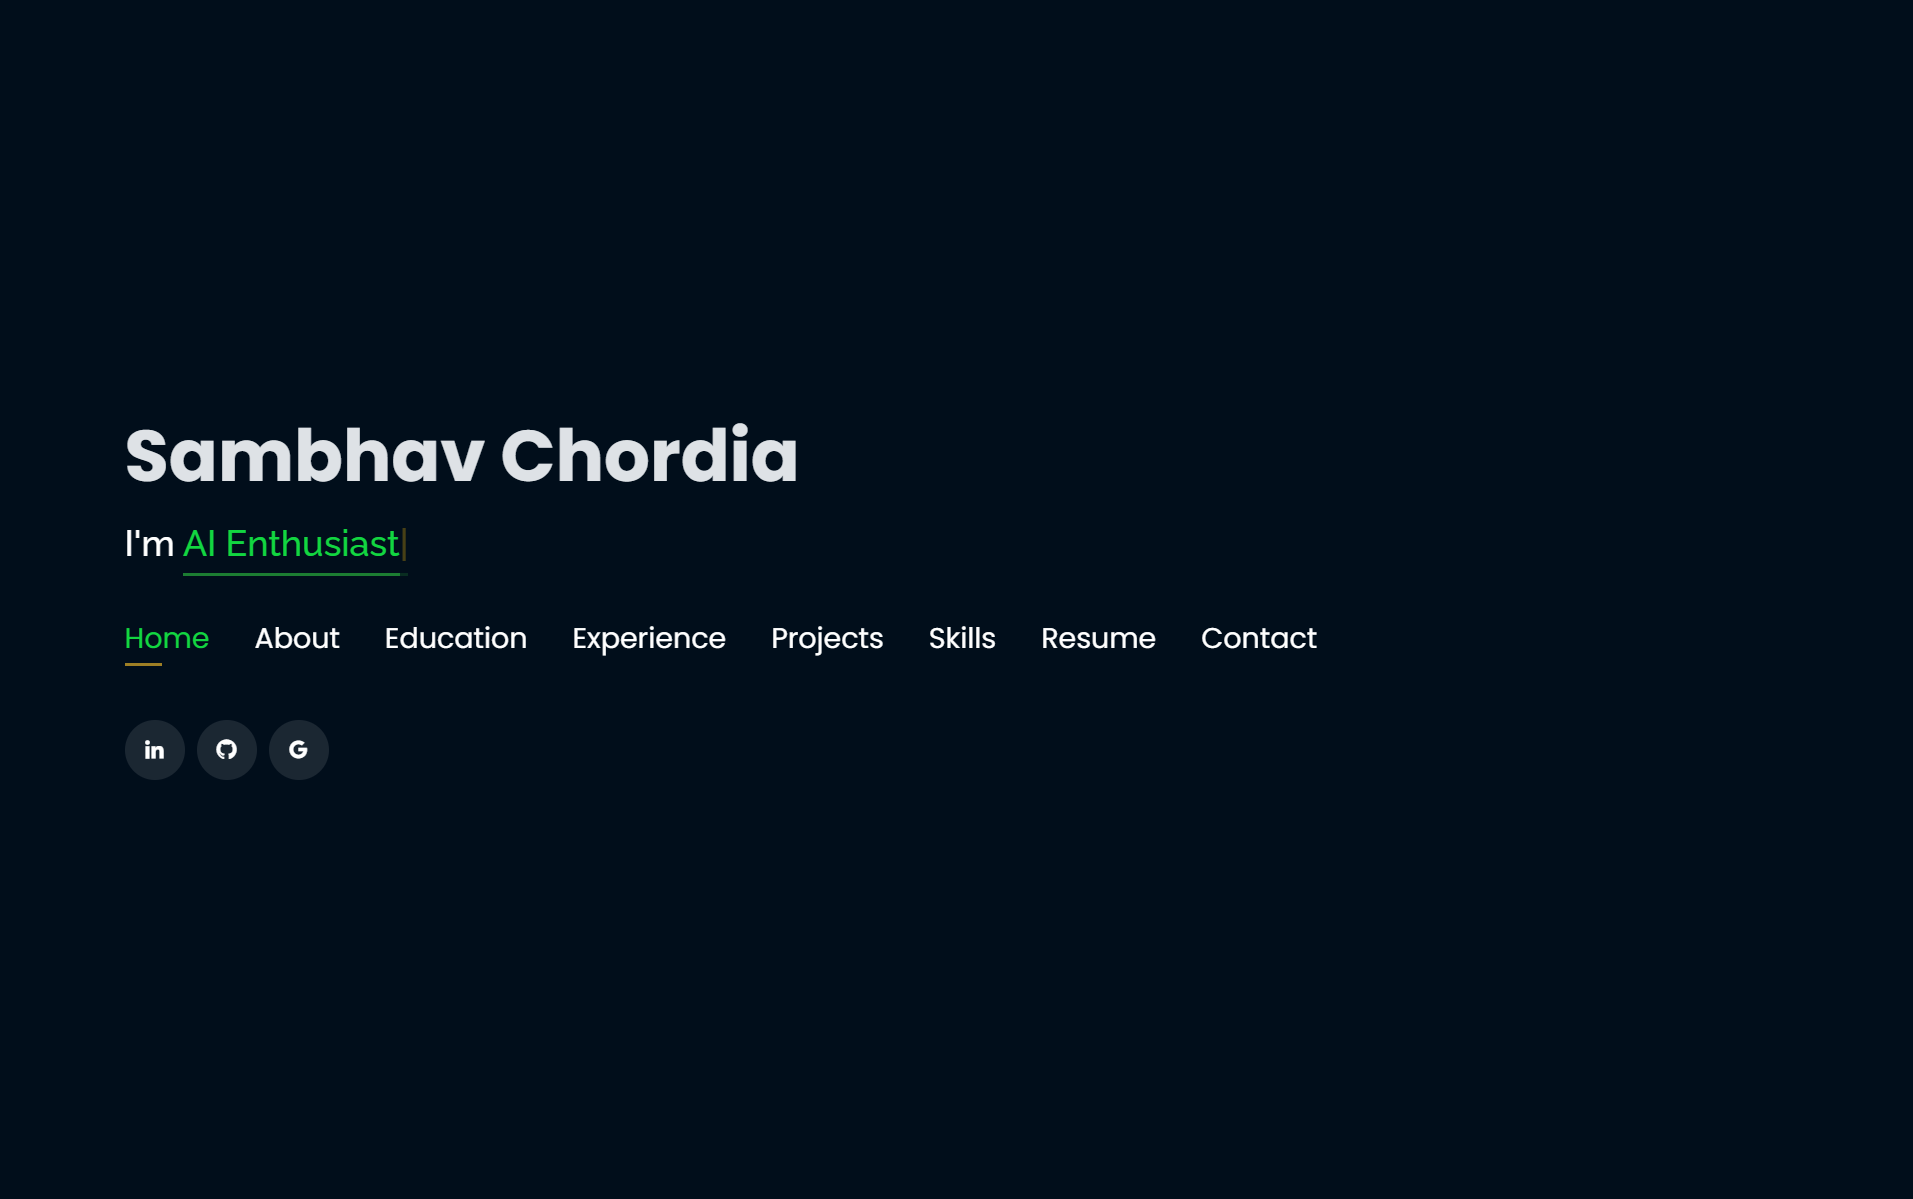 Sambhav Chordia
I'm AI Enthusiast
Home About Education Experience Projects Skills Resume Contact
in G